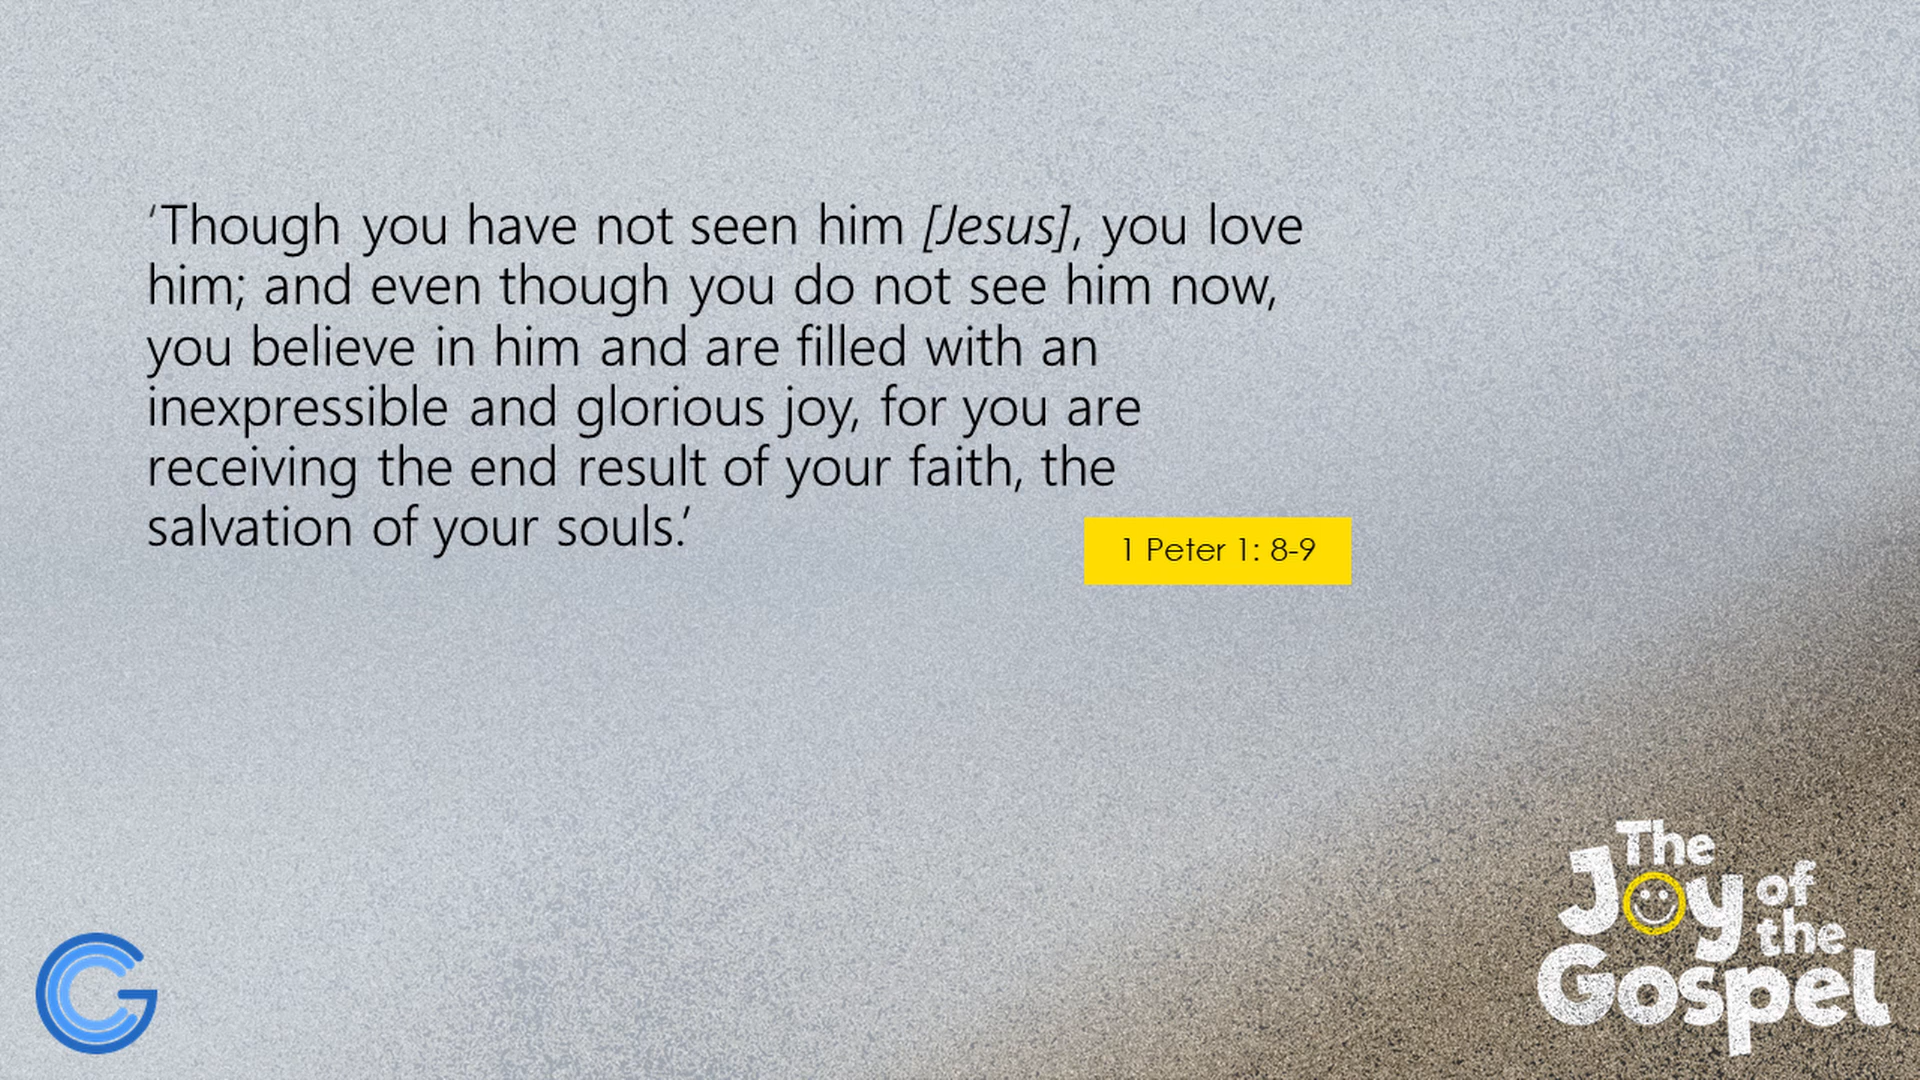 ‘Though you have not seen him [Jesus], you love
him; and even though you do not see him now,
you believe in him and are filled with an
inexpressible and glorious joy, for you are
receiving the end result of your faith, the
salvation of your souls.’
1 Peter 1: 8-9
The
Joy of
the
Gospel